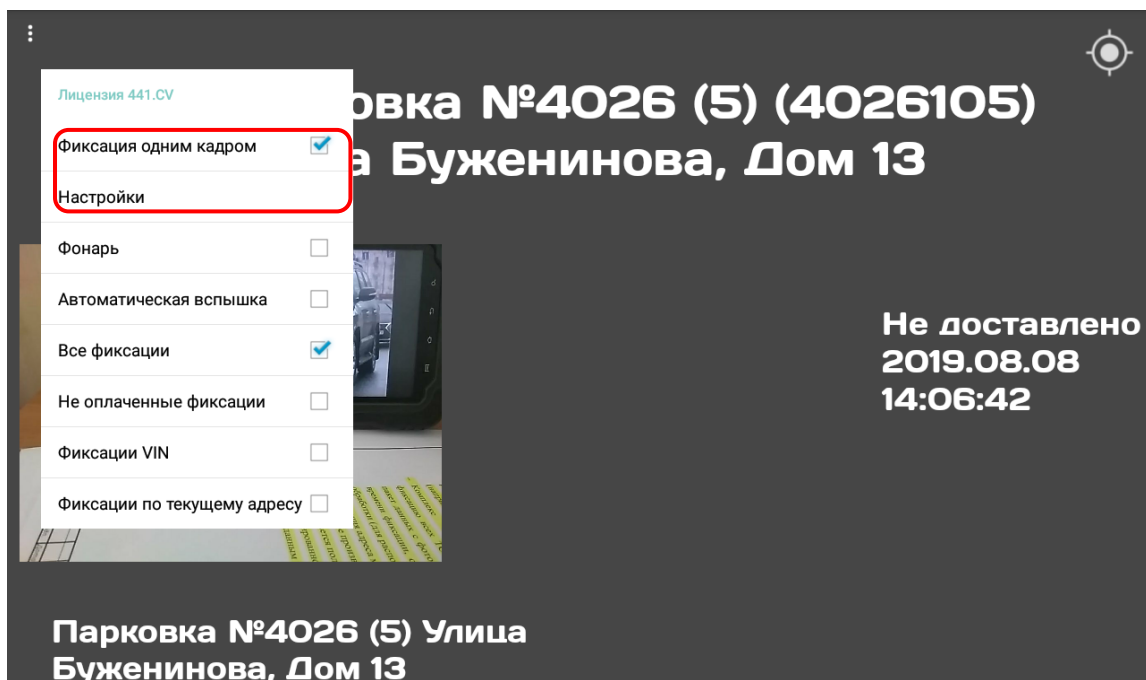 Лицензия 441.CV
овка №4026 (5) (4026105)
а Буженинова, Дом 13
Фиксация одним кадром
Настройки
Фонарь
Автоматическая вспышка
Все фиксации
Не оплаченные фиксации
Фиксации VIN
Фиксации по текущему адресу
Не доставлено
2019.08.08
14:06:42
Парковка №4026 (5) Улица
Буженинова, Дом 13